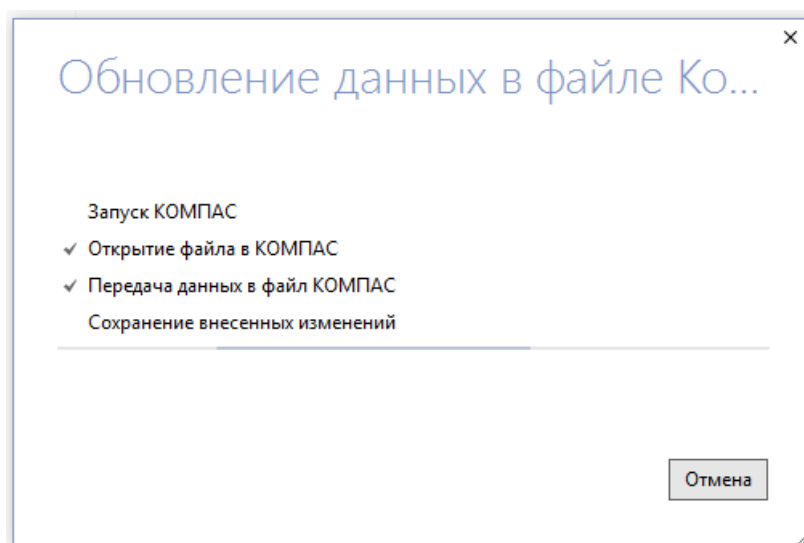 Обновление данных в файле Ко...
Запуск КОМПАС
Открытие файла в КОМПАС
Передача данных в файл КОМПАС
Сохранение внесенных изменений
Отмена